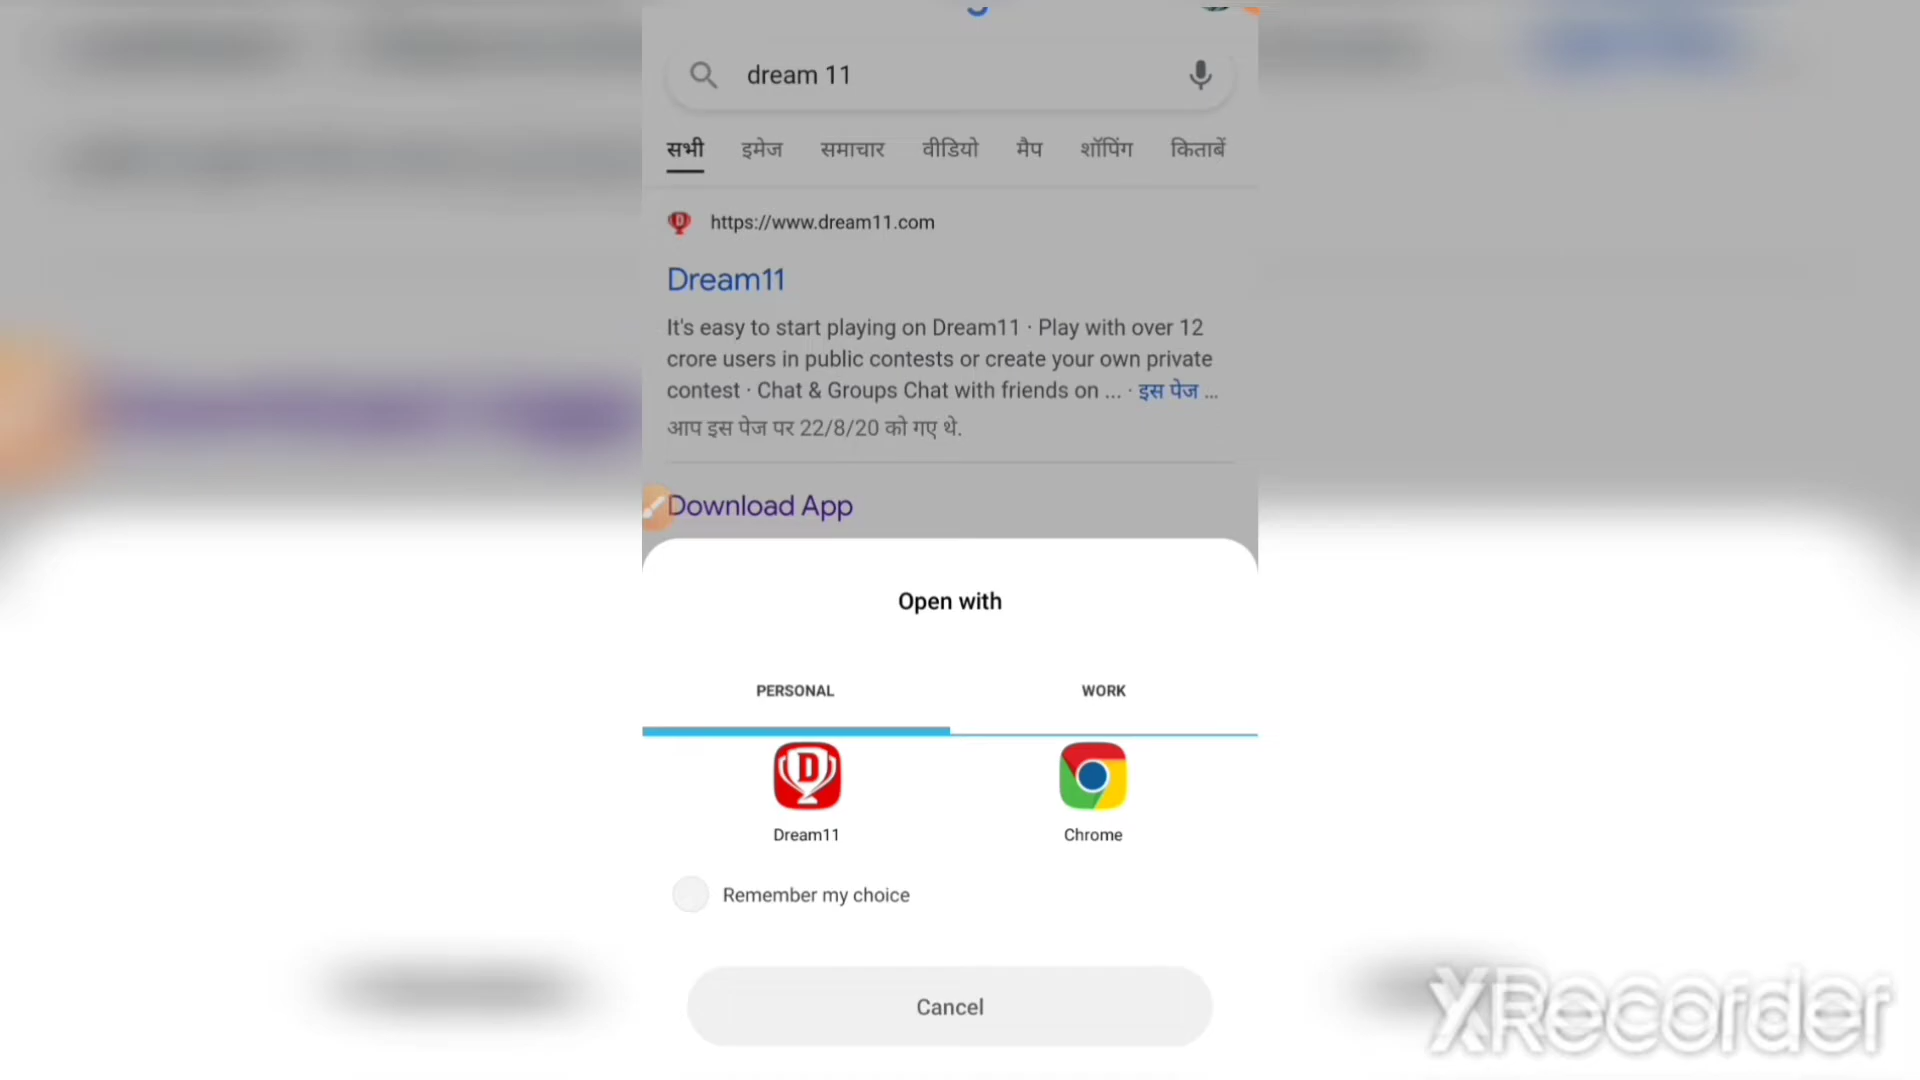 dream 11
सभी इमेज समाचार वीडियो मैप शॉपिंग किताबें
https://www.dream11.com
Dream11
It's easy to start playing on Dream11 · Play with over 12
crore users in public contests or create your own private
contest · Chat & Groups Chat with friends on ... · इस पेज ...
आप इस पेज पर 22/8/20 को गए थे.
Download App
Open with
PERSONAL WORK
D
Dream11 Chrome
Remember my choice
Cancel
XRecorder